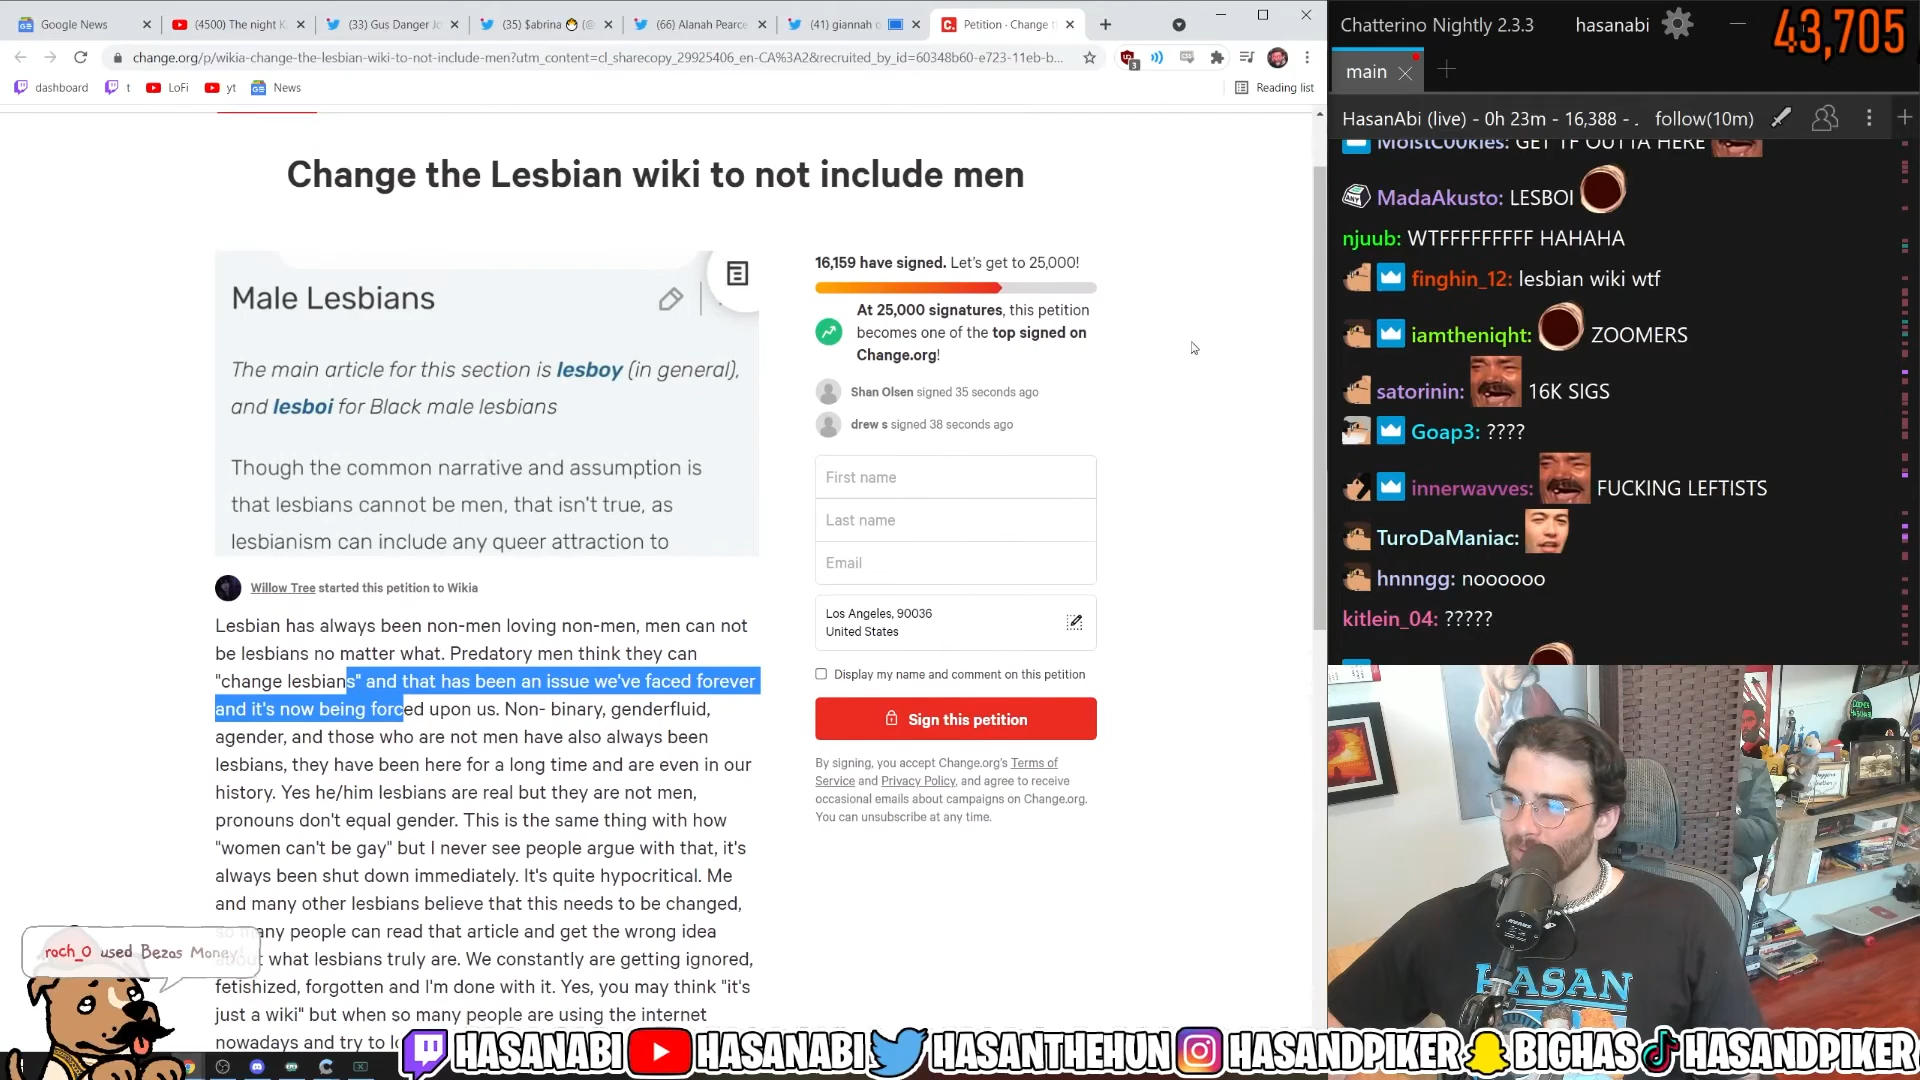 Google News
(4500) The night K
(33) Gus Danger Jo
(35) $abrina
(66) Alanah Pearce
(41) giannah
Petition · Change t
change.org/p/wikia-change-the-lesbian-wiki-to-not-include-men?utm_content=cl_sharecopy_29925406_en-CA%3A2&recruited_by_id=60348b60-e723-11eb-b...
dashboard
t
LoFi
yt
News
Reading list
Change the Lesbian wiki to not include men
Male Lesbians
The main article for this section is lesboy (in general),
and lesboi for Black male lesbians
Though the common narrative and assumption is
that lesbians cannot be men, that isn't true, as
lesbianism can include any queer attraction to
Willow Tree started this petition to Wikia
Lesbian has always been non-men loving non-men, men can not
be lesbians no matter what. Predatory men think they can
"change lesbians" and that has been an issue we've faced forever
and it's now being forced upon us. Non- binary, genderfluid,
agender, and those who are not men have also always been
lesbians, they have been here for a long time and are even in our
history. Yes he/him lesbians are real but they are not men,
pronouns don't equal gender. This is the same thing with how
"women can't be gay" but I never see people argue with that, it's
always been shut down immediately. It's quite hypocritical. Me
and many other lesbians believe that this needs to be changed,
many people can read that article and get the wrong idea
what lesbians truly are. We constantly are getting ignored,
fetishized, forgotten and I'm done with it. Yes, you may think "it's
just a wiki" but when so many people are using the internet
nowadays and try to
16,159 have signed. Let's get to 25,000!
At 25,000 signatures, this petition
becomes one of the top signed on
Change.org!
Shan Olsen signed 35 seconds ago
drew s signed 38 seconds ago
First name
Last name
Email
Los Angeles, 90036
United States
Display my name and comment on this petition
Sign this petition
By signing, you accept Change.org's Terms of
Service and Privacy Policy, and agree to receive
occasional emails about campaigns on Change.org.
You can unsubscribe at any time.
roch_0 used Bezos Money
Chatterino Nightly 2.3.3
hasanabi
43,705
main
HasanAbi (live) - 0h 23m - 16,388 - .
follow(10m)
MoistC00kies: GET TF OUTTA HERE
MadaAkusto: LESBOI
njuub: WTFFFFFFFFF HAHAHA
finghin_12: lesbian wiki wtf
iamtheniqht: ZOOMERS
satorinin: 16K SIGS
Goap3: ????
innerwavves: FUCKING LEFTISTS
TuroDaManiac:
hnnngg: noooooo
kitlein_04: ?????
HASAN
HASANABI
HASANABI
HASANTHEHUN
HASANDPIKER
BIGHAS
HASANDPIKER